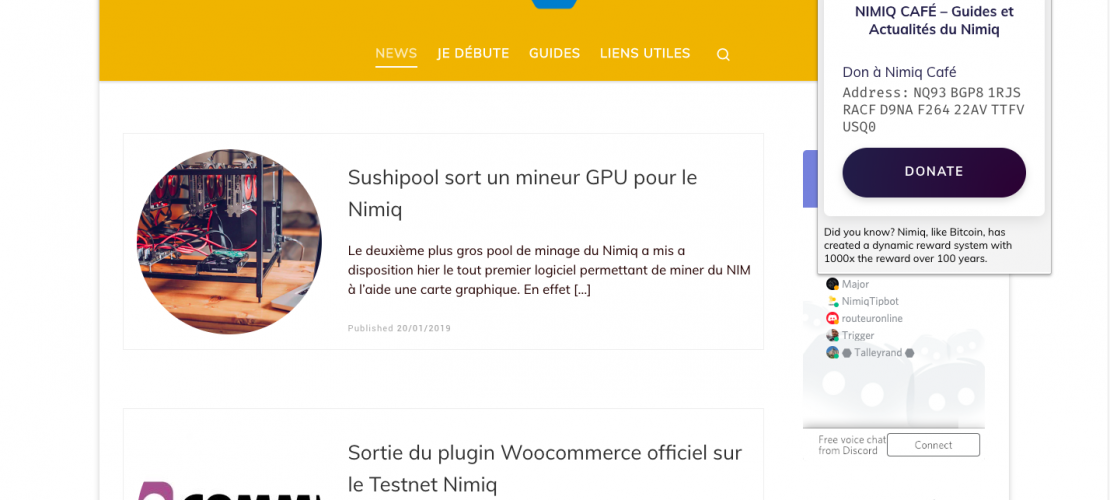 NEWS JE DÉBUTE GUIDES LIENS UTILES
Sushipool sort un mineur GPU pour le
Nimiq
Le deuxième plus gros pool de minage du Nimiq a mis a
disposition hier le tout premier logiciel permettant de miner du NIM
à l'aide une carte graphique. En effet [...]
Published 20/01/2019
Sortie du plugin Woocommerce officiel sur
le Testnet Nimiq
COMM
NIMIQ CAFÉ – Guides et
Actualités du Nimiq
Don à Nimiq Café
Address: NQ93 BGP8 1RJS
RACF D9NA F264 22AV TTFV
USQ0
DONATE
Did you know? Nimiq, like Bitcoin, has
created a dynamic reward system with
1000x the reward over 100 years.
Major
NimiqTipbot
routeuronline
Trigger
Talleyrand
Free voice chat
from Discord
Connect